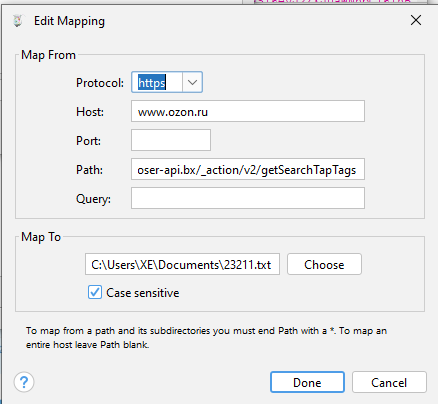 Edit Mapping
Map From
Protocol: https
Host: www.ozon.ru
Port:
Path: oser-api.bx/_action/v2/getSearchTapTags
Query:
Map To
C:\Users\XE\Documents\23211.txt Choose
Case sensitive
To map from a path and its subdirectories you must end Path with a *. To map an
entire host leave Path blank.
? Done Cancel